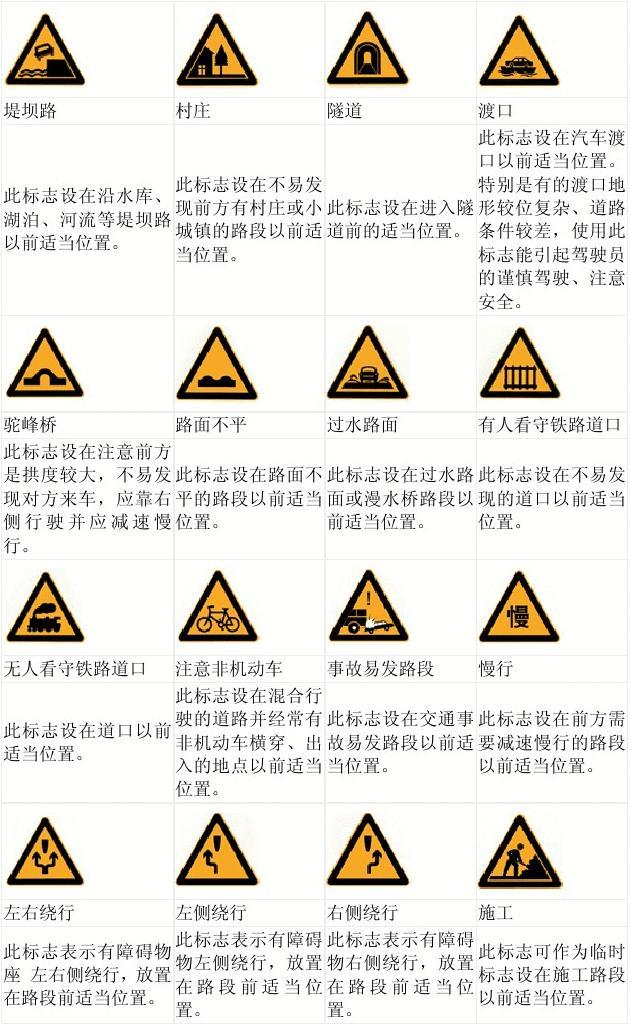 堤坝路
村庄
隧道
渡口
此标志设在沿水库、
湖泊、河流等堤坝路
以前适当位置。
此标志设在不易发
现前方有村庄或小
城镇的路段以前适
当位置。
此标志设在进入隧
道前的适当位置。
此标志设在汽车渡
口以前适当位置。
特别是有的渡口地
形较位复杂、道路
条件较差，使用此
标志能引起驾驶员
的谨慎驾驶、注意
安全。
驼峰桥
路面不平
过水路面
有人看守铁路道口
此标志设在注意前方
是拱度较大，不易发
现对方来车，应靠右
侧行驶并应减速慢
行。
此标志设在路面不
平的路段以前适当
位置。
此标志设在过水路
面或漫水桥路段以
前适当位置。
此标志设在不易发
现的道口以前适当
位置。
慢
无人看守铁路道口
注意非机动车
事故易发路段
慢行
此标志设在道口以前
适当位置。
此标志设在混合行
驶的道路并经常有
非机动车横穿、出
入的地点以前适当
位置。
此标志设在交通事
故易发路段以前适
当位置。
此标志设在前方需
要减速慢行的路段
以前适当位置。
左右绕行
左侧绕行
右侧绕行
施工
此标志表示有障碍物
座 左右侧绕行，放置
在路段前适当位置。
此标志表示有障碍
物左侧绕行，放置
在路段前适当位
置。
此标志表示有障碍
物右侧绕行，放置
在路段前适当位
置。
此标志可作为临时
标志设在施工路段
以前适当位置。